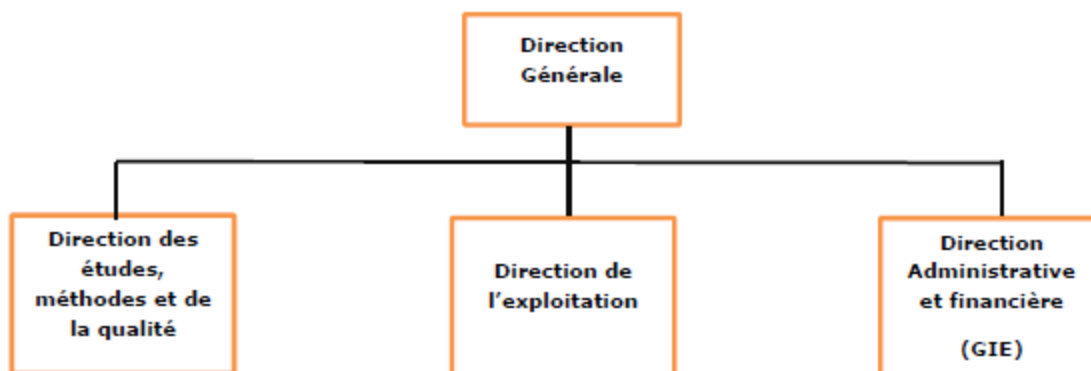 Direction
Générale
Direction des
études,
méthodes et de
la qualité
Direction de
l'exploitation
Direction
Administrative
et financière
(GIE)